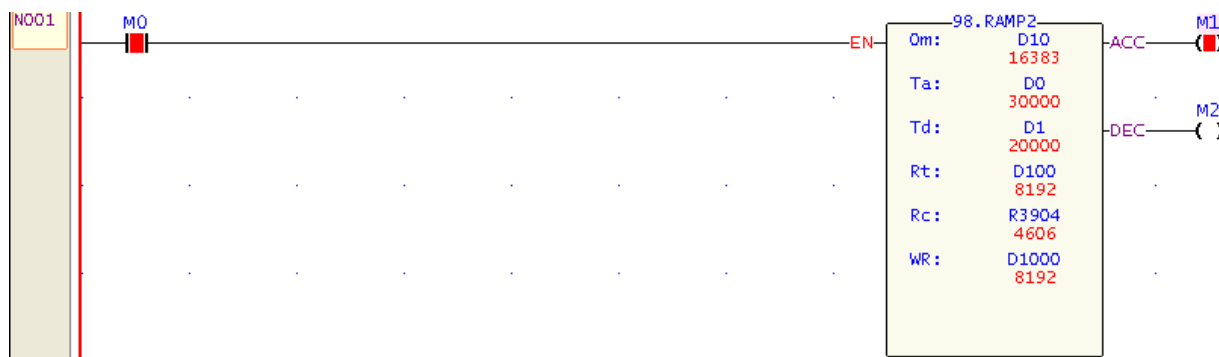 N001
M0
EN
98.RAMP2
Om: D10
16383
Ta: D0
30000
Td: D1
20000
Rt: D100
8192
Rc: R3904
4606
WR: D1000
8192
ACC
M1
DEC
M2